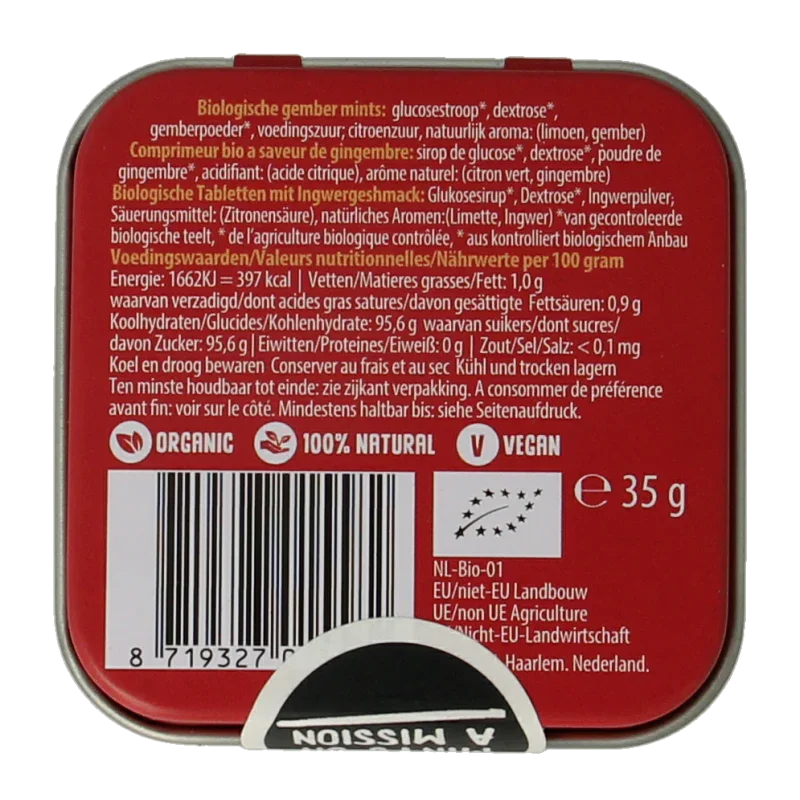 Biologische gember mints: glucosestroop*, dextrose*,
gemberpoeder*, voedingszuur; citroenzuur, natuurlijk aroma: (limoen, gember)
Comprimeur bio à saveur de gingembre: sirop de glucose*, dextrose*, poudre de
gingembre*, acidifiant: (acide citrique), arôme naturel: (citron vert, gingembre)
Biologische Tabletten mit Ingwergeshmack: Glukosesirup*, Dextrose*, Ingwerpulver;
Säuerungsmittel: (Zitronensäure), natürliches Aromen:(Limette, Ingwer) *van gecontroleerde
biologische teelt, * de l'agriculture biologique contrôlée, * aus kontrolliert biologischem Anbau
Voedingswaarden/Valeurs nutritionnelles/Nährwerte per 100 gram
Energie: 1662KJ = 397 kcal | Vetten/Matieres grasses/Fett: 1,0 g
waarvan verzadigd/dont acides gras satures/davon gesättigte Fettsäuren: 0,9 g
Koolhydraten/Glucides/Kohlenhydrate: 95,6 g waarvan suikers/dont sucres/
davon Zucker: 95,6 g | Eiwitten/Proteines/Eiweiß: 0 g | Zout/Sel/Salz: < 0,1 mg
Koel en droog bewaren Conserver au frais et au sec Kühl und trocken lagern
Ten minste houdbaar tot einde: zie zijkant verpakking. A consommer de préférence
avant fin: voir sur le côté. Mindestens haltbar bis: siehe Seitenaufdruck.
ORGANIC 100% NATURAL V VEGAN
e 35 g
NL-Bio-01
EU/niet-EU Landbouw
UE/non UE Agriculture
/Nicht-EU-Landwirtschaft
Haarlem. Nederland.
8 719327 0
A MISSION